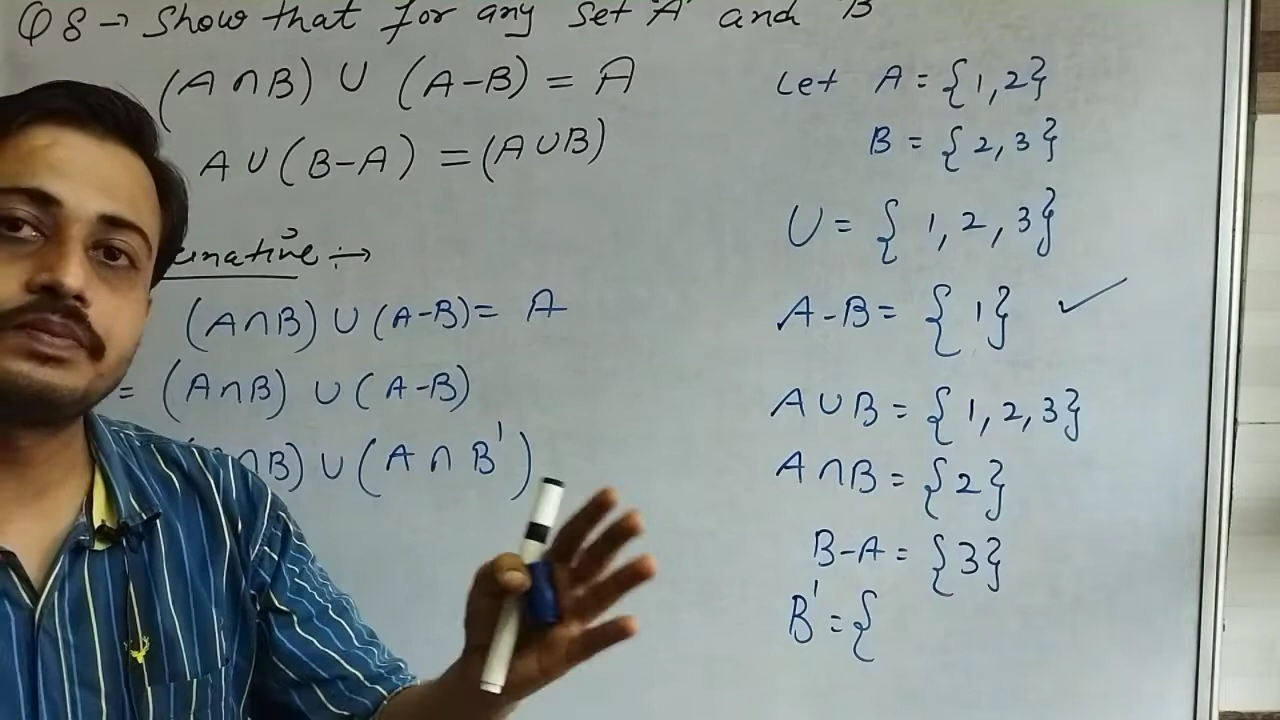 Q8→ Show that for any set A and B
(A∩B) ∪ (A-B) = A
A∪(B-A) = (A∪B)
(A∩B) ∪ (A-B) = A
= (A∩B) ∪ (A-B)
∩B) ∪ (A∩B')
Let A = {1,2}
B = {2,3}
U = {1,2,3}
A-B = {1} ✓
A∪B = {1,2,3}
A∩B = {2}
B-A = {3}
B' = {